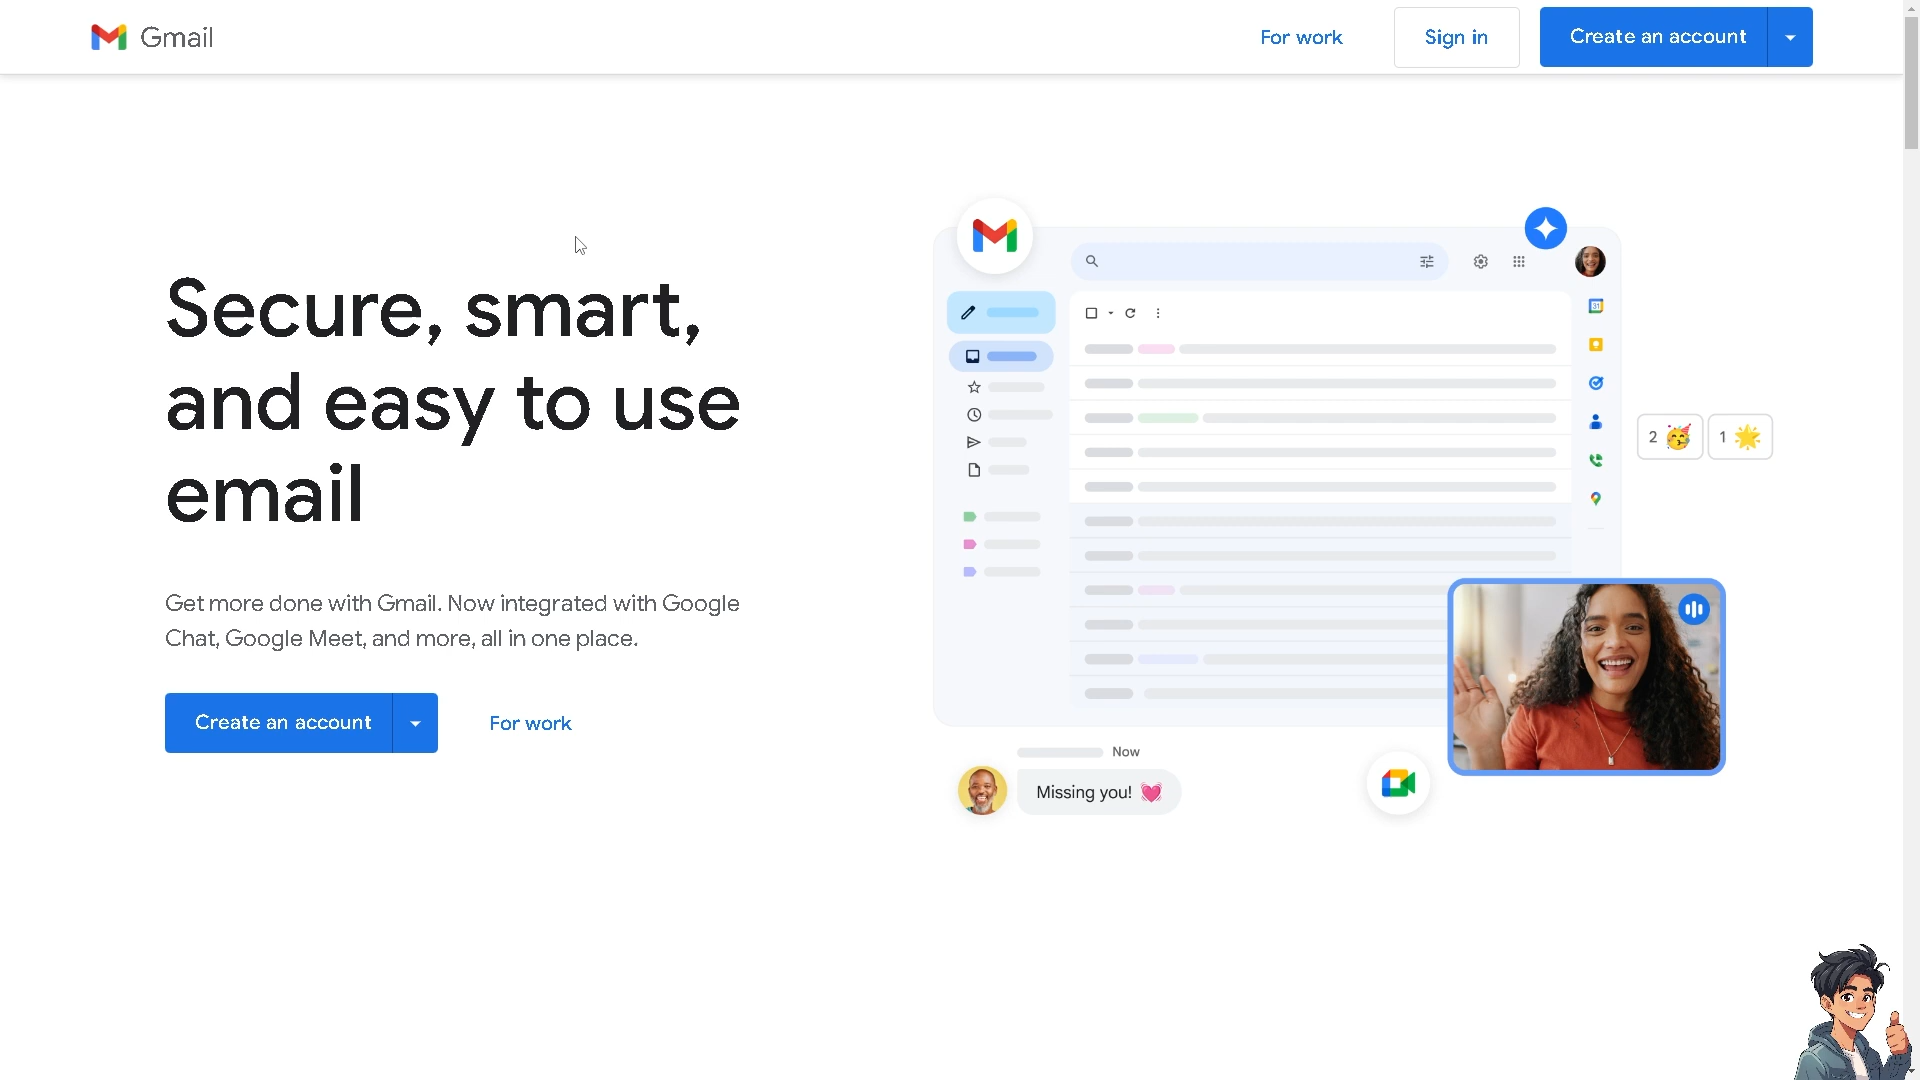 Gmail
For work
Sign in
Create an account
Secure, smart,
and easy to use
email
Get more done with Gmail. Now integrated with Google
Chat, Google Meet, and more, all in one place.
Create an account
For work
31
2
1
Now
Missing you!